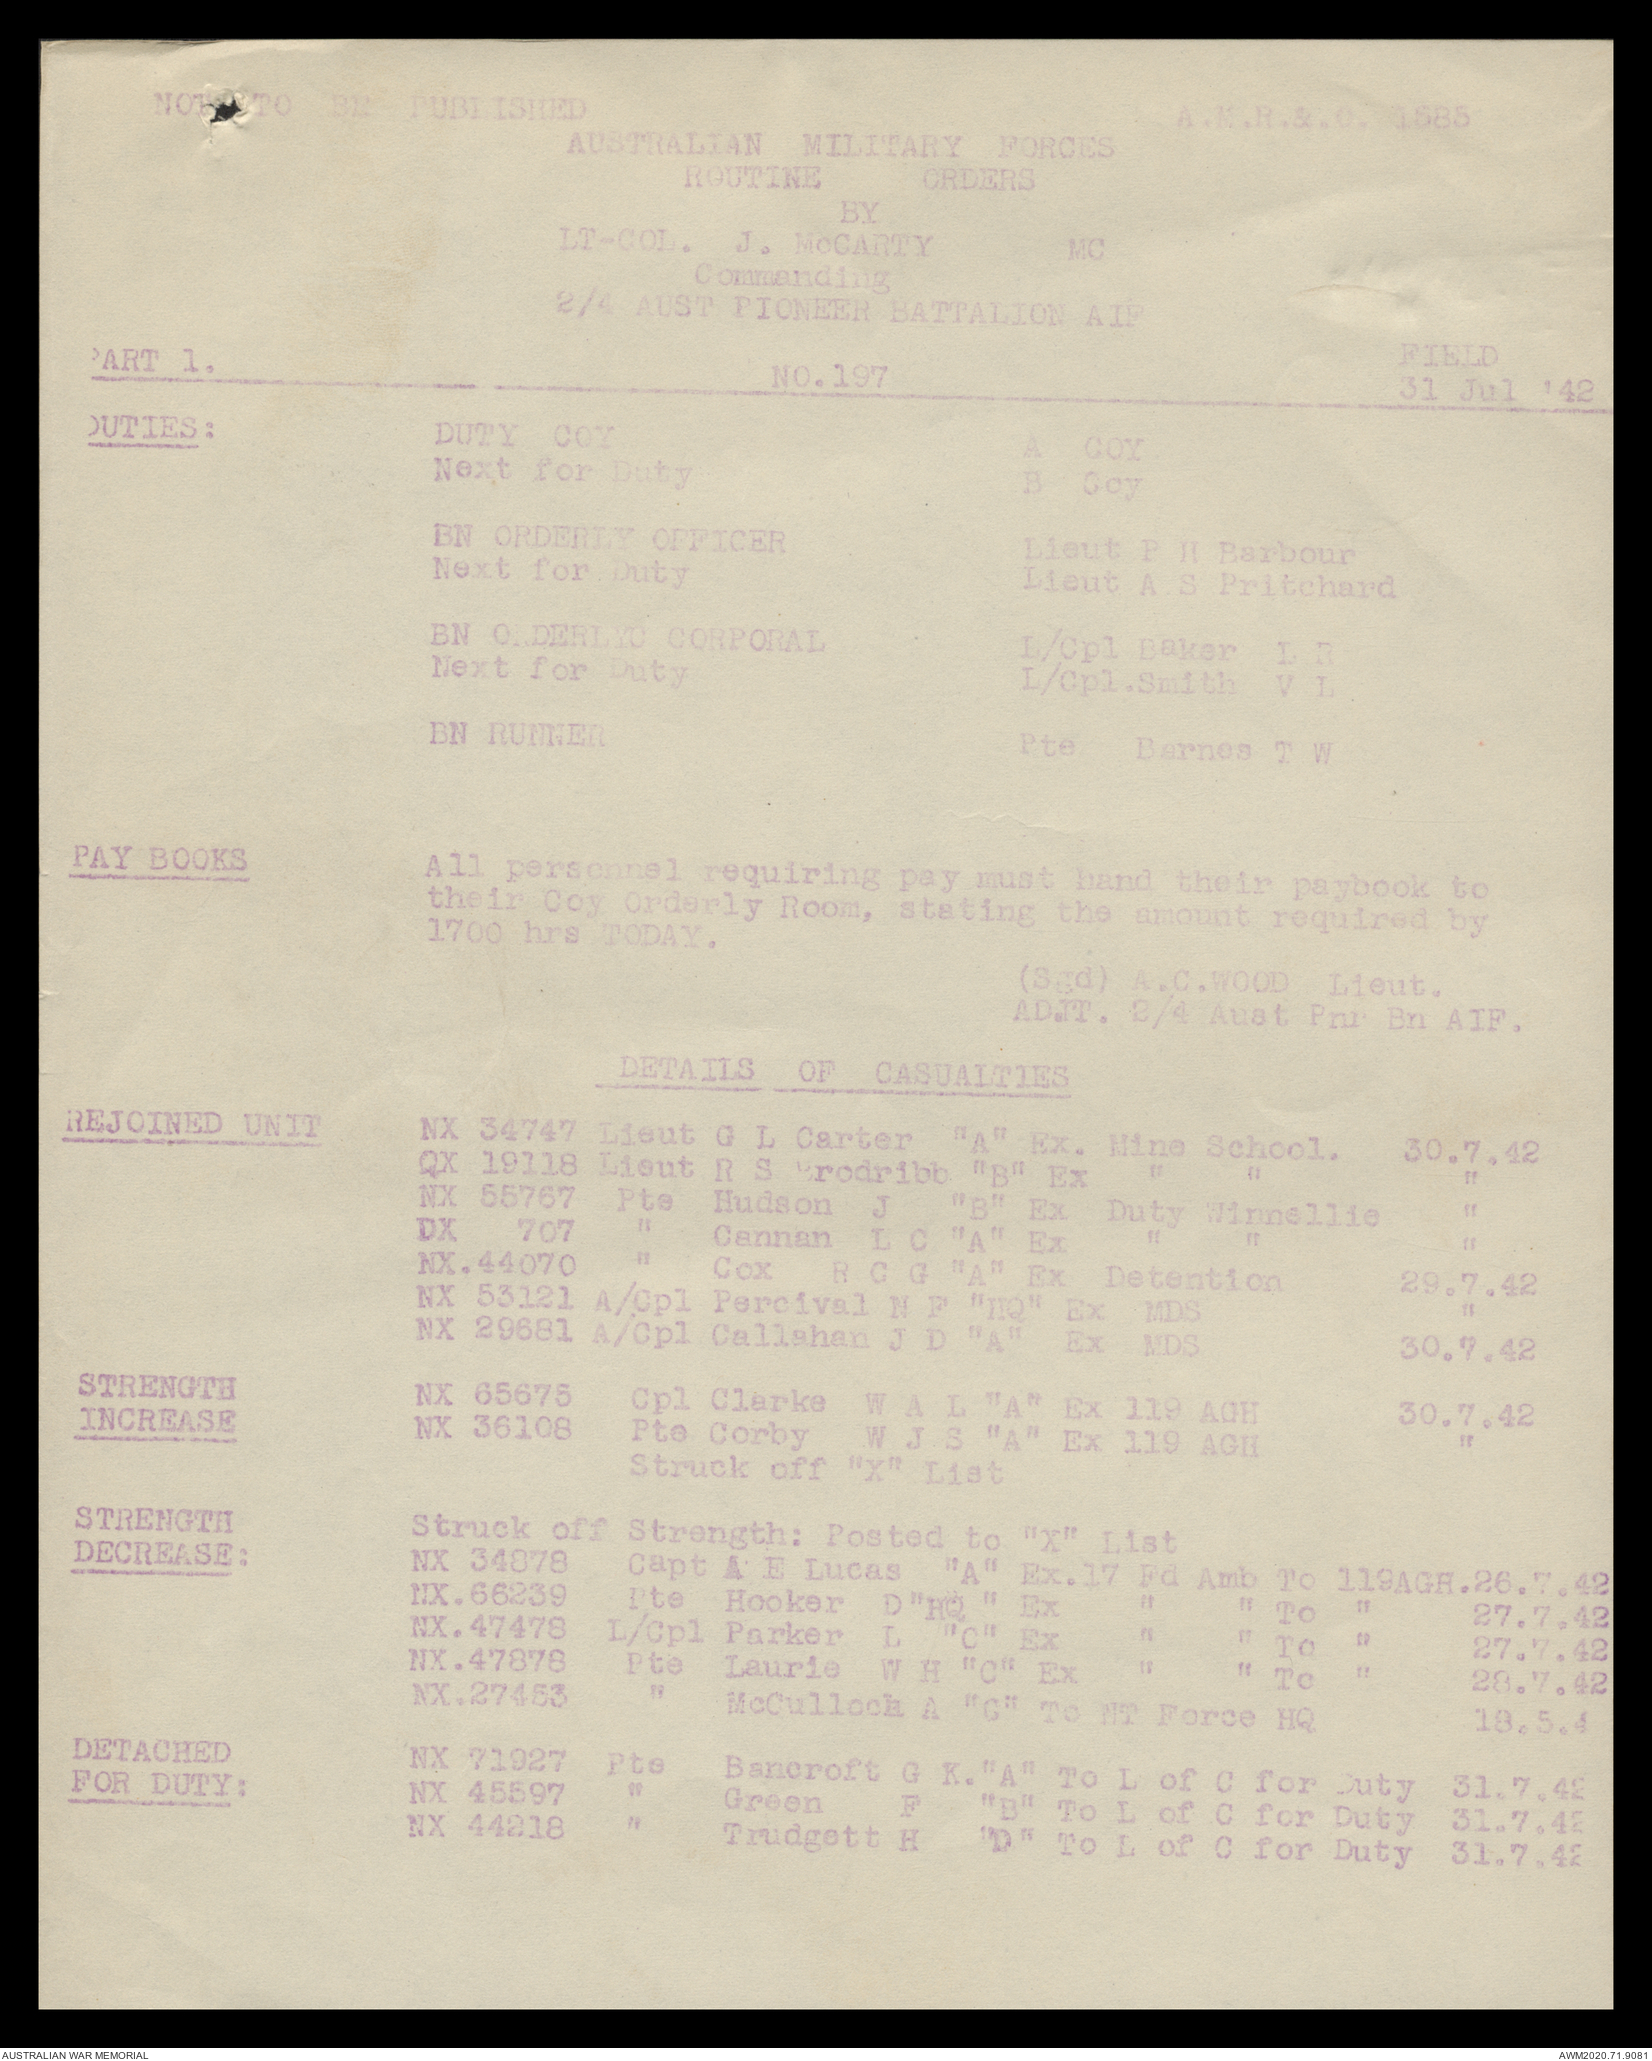 NOT TO BE PUBLISHED A.M.R.&.O. 1585
AUSTRALIAN MILITARY FORCES
ROUTINE ORDERS
BY
LT-COL. J. McCARTY MC
Commanding
2/4 AUST PIONEER BATTALION AIF
PART 1. NO.197 FIELD
31 Jul '42
DUTIES:
DUTY COY A COY
Next for Duty B Coy
BN ORDERLY OFFICER Lieut P H Barbour
Next for Duty Lieut A S Pritchard
BN ORDERLYO CORPORAL L/Cpl Baker L R
Next for Duty L/Cpl.Smith V L
BN RUNNER Pte Barnes T W
PAY BOOKS All personnel requiring pay must hand their paybook to
their Coy Orderly Room, stating the amount required by
1700 hrs TODAY.
(Sgd) A.C.WOOD Lieut.
ADJT. 2/4 Aust Pnr Bn AIF.
DETAILS OF CASUALTIES
REJOINED UNIT NX 34747 Lieut G L Carter "A" Ex. Mine School. 30.7.42
QX 19118 Lieut R S Brodribb "B" Ex " " "
NX 55767 Pte Hudson J "B" Ex Duty Winnellie "
DX 707 " Cannan L C "A" Ex " " "
NX.44070 " Cox R C G "A" Ex Detention 29.7.42
NX 53121 A/Cpl Percival N F "HQ" Ex MDS "
NX 29681 A/Cpl Callahan J D "A" Ex MDS 30.7.42
STRENGTH NX 65675 Cpl Clarke W A L "A" Ex 119 AGH 30.7.42
INCREASE NX 36108 Pte Corby W J S "A" Ex 119 AGH "
Struck off "X" List
STRENGTH Struck off Strength: Posted to "X" List
DECREASE: NX 34878 Capt A E Lucas "A" Ex.17 Fd Amb To 119AGH.26.7.42
NX.66239 Pte Hooker D "HQ " Ex " " To " 27.7.42
NX.47478 L/Cpl Parker L "C" Ex " " To " 27.7.42
NX.47878 Pte Laurie W H "C" Ex " " To " 28.7.42
NX.27453 " McCulloch A "C" To NT Force HQ 18.5.4
DETACHED NX 71927 Pte Bancroft G K."A" To L of C for Duty 31.7.42
FOR DUTY: NX 45597 " Green F "B" To L of C for Duty 31.7.42
NX 44218 " Trudgett H "D" To L of C for Duty 31.7.42
AUSTRALIAN WAR MEMORIAL AWM2020.71.9081